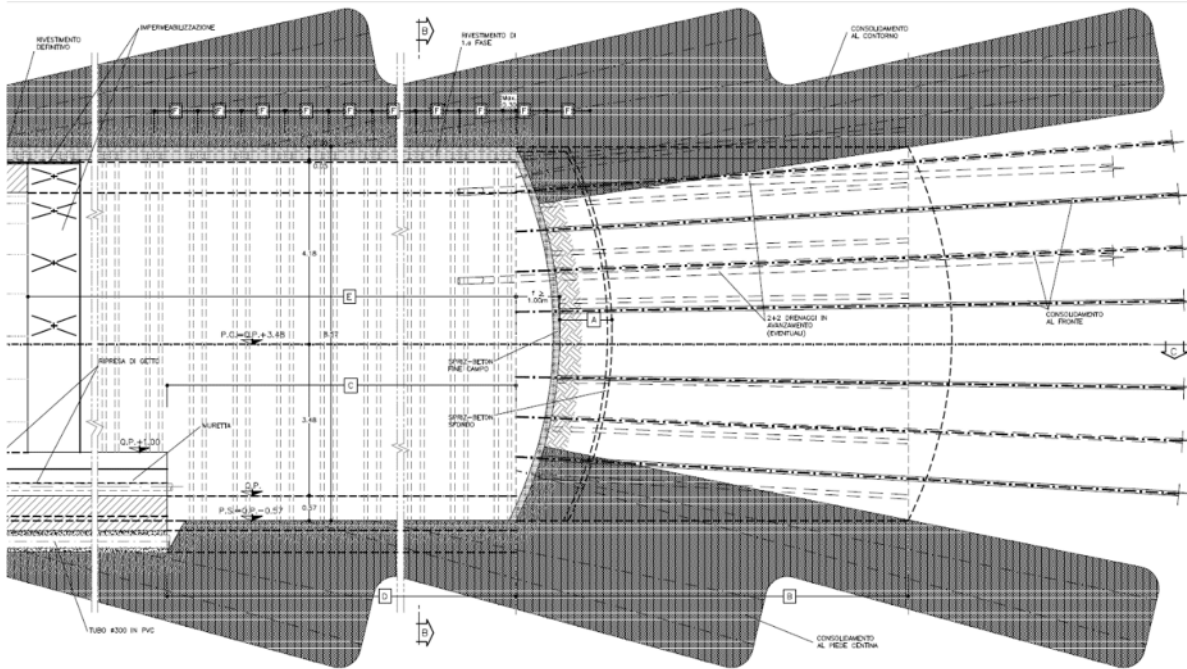 B
IMPERMEABILIZZAZIONE
RIVESTIMENTO
DEFINITIVO
RIVESTIMENTO DI
1.a FASE
CONSOLIDAMENTO
AL CONTORNO
F
F
F
F
F
F
F
F
F
F
Max.
4.18
E
1.00m
A
2+2 DRENAGGI IN
AVANZAMENTO
(EVENTUALI)
CONSOLIDAMENTO
AL FRONTE
P.C.=Q.P.+3.48
C
RIPRESA DI GETTO
SPRIZ-BETON
FINE CAMPO
C
MURETTA
3.48
SPRIZ-BETON
SFONDO
Q.P.+1.00
Q.P.
P.S.=Q.P.-0.57
0.57
D
B
TUBO ø300 IN PVC
B
CONSOLIDAMENTO
AL PIEDE CENTINA